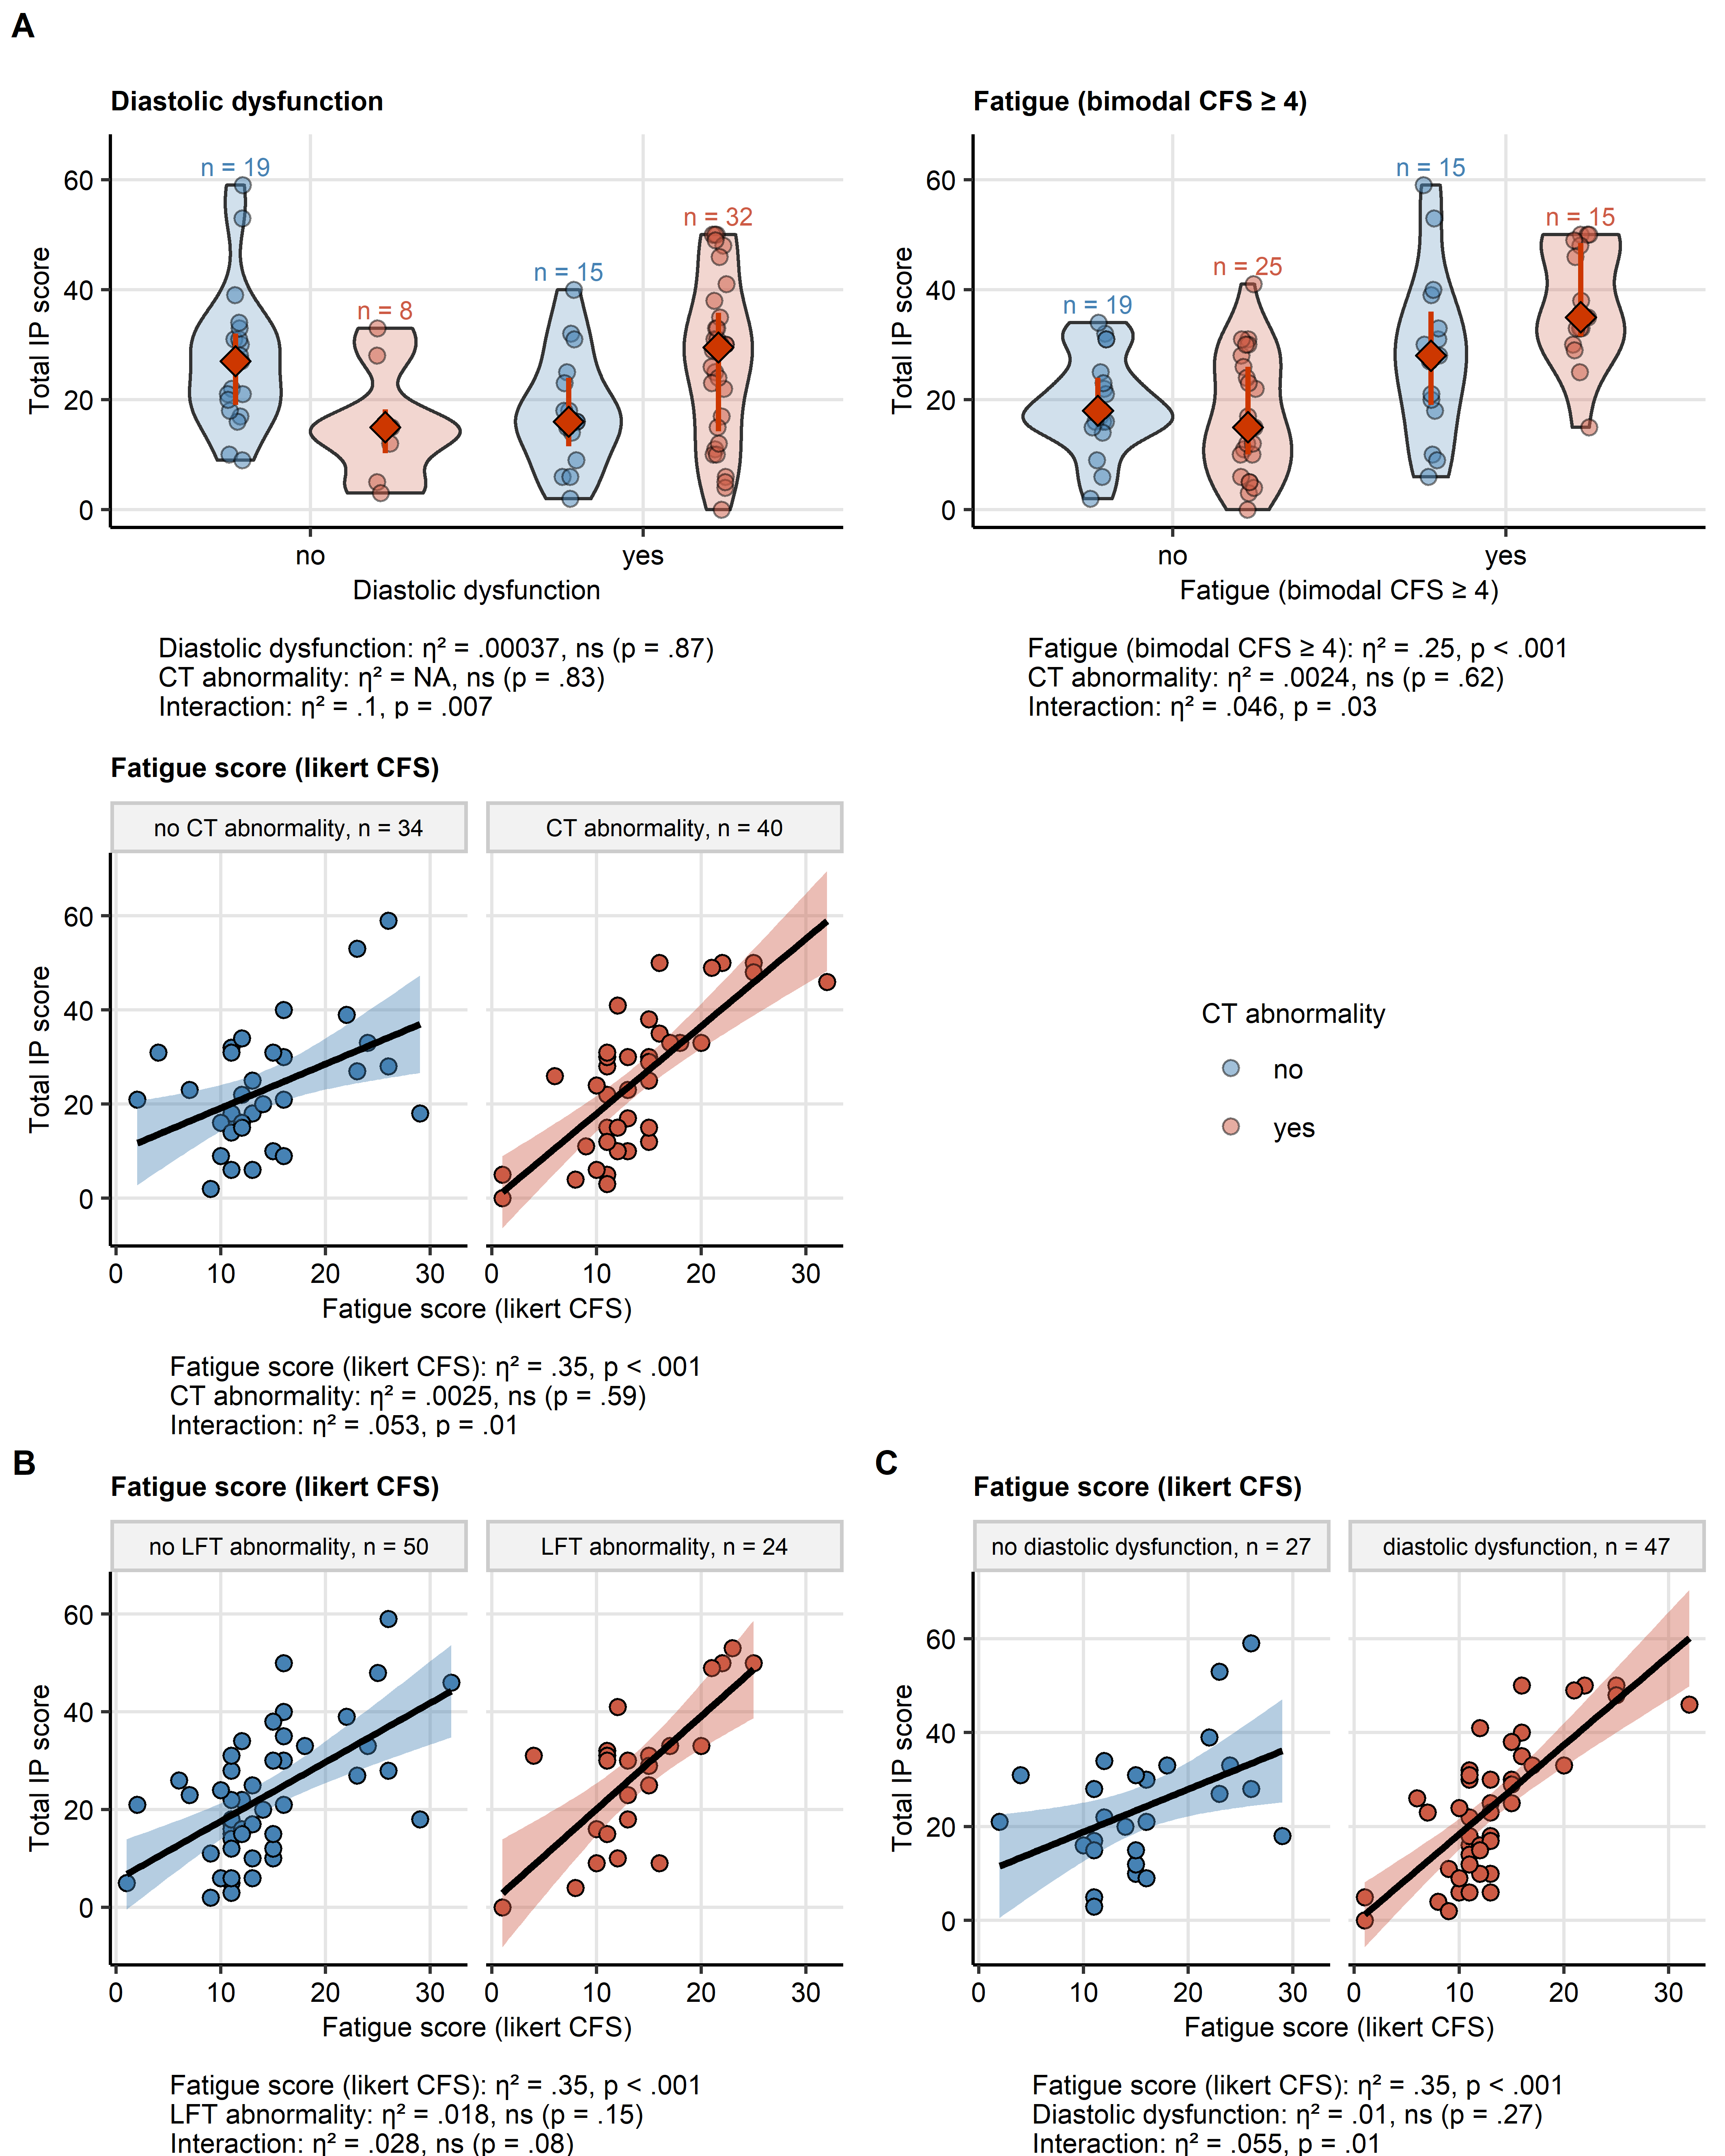 A
Diastolic dysfunction
n = 19
n = 8
n = 15
n = 32
60
40
20
0
Total IP score
no
yes
Diastolic dysfunction
Diastolic dysfunction: η² = .00037, ns (p = .87)
CT abnormality: η² = NA, ns (p = .83)
Interaction: η² = .1, p = .007
Fatigue (bimodal CFS ≥ 4)
n = 19
n = 25
n = 15
n = 15
60
40
20
0
Total IP score
no
yes
Fatigue (bimodal CFS ≥ 4)
Fatigue (bimodal CFS ≥ 4): η² = .25, p < .001
CT abnormality: η² = .0024, ns (p = .62)
Interaction: η² = .046, p = .03
Fatigue score (likert CFS)
no CT abnormality, n = 34
CT abnormality, n = 40
60
40
20
0
Total IP score
0 10 20 30
0 10 20 30
Fatigue score (likert CFS)
Fatigue score (likert CFS): η² = .35, p < .001
CT abnormality: η² = .0025, ns (p = .59)
Interaction: η² = .053, p = .01
CT abnormality
no
yes
B
Fatigue score (likert CFS)
no LFT abnormality, n = 50
LFT abnormality, n = 24
60
40
20
0
Total IP score
0 10 20 30
0 10 20 30
Fatigue score (likert CFS)
Fatigue score (likert CFS): η² = .35, p < .001
LFT abnormality: η² = .018, ns (p = .15)
Interaction: η² = .028, ns (p = .08)
C
Fatigue score (likert CFS)
no diastolic dysfunction, n = 27
diastolic dysfunction, n = 47
60
40
20
0
Total IP score
0 10 20 30
0 10 20 30
Fatigue score (likert CFS)
Fatigue score (likert CFS): η² = .35, p < .001
Diastolic dysfunction: η² = .01, ns (p = .27)
Interaction: η² = .055, p = .01